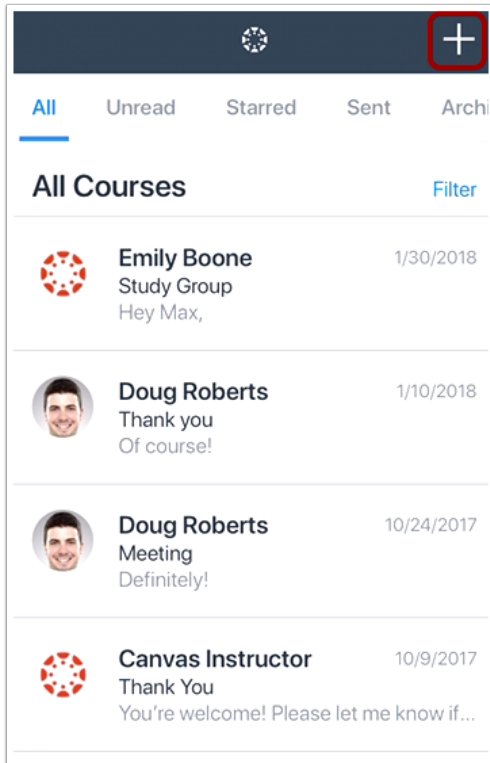 All Unread Starred Sent Archi
All Courses Filter
Emily Boone 1/30/2018
Study Group
Hey Max,
Doug Roberts 1/10/2018
Thank you
Of course!
Doug Roberts 10/24/2017
Meeting
Definitely!
Canvas Instructor 10/9/2017
Thank You
You're welcome! Please let me know if...